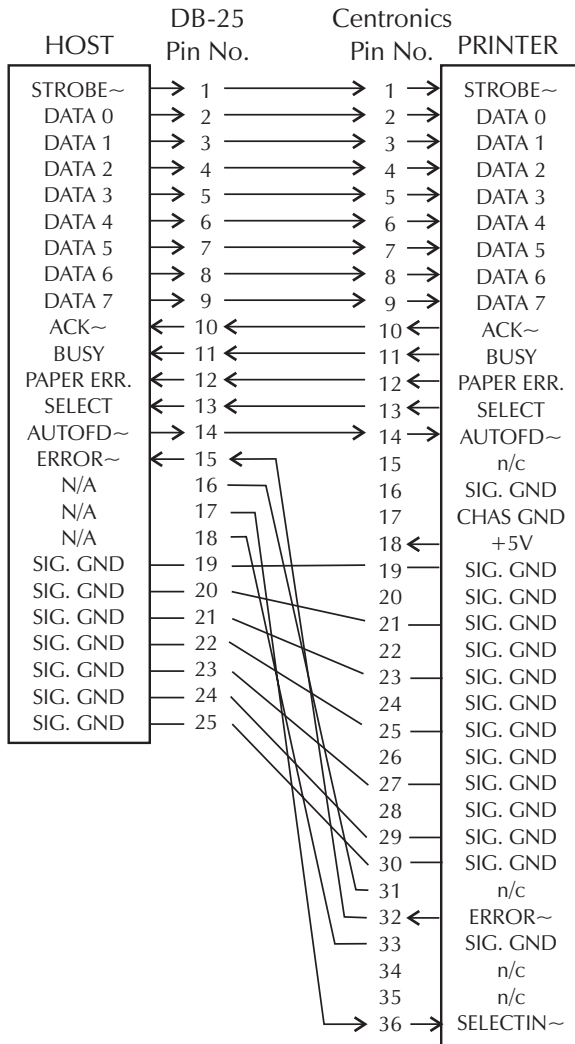 DB-25 Centronics
HOST Pin No. Pin No. PRINTER
STROBE~ 1 1 STROBE~
DATA 0 2 2 DATA 0
DATA 1 3 3 DATA 1
DATA 2 4 4 DATA 2
DATA 3 5 5 DATA 3
DATA 4 6 6 DATA 4
DATA 5 7 7 DATA 5
DATA 6 8 8 DATA 6
DATA 7 9 9 DATA 7
ACK~ 10 10 ACK~
BUSY 11 11 BUSY
PAPER ERR. 12 12 PAPER ERR.
SELECT 13 13 SELECT
AUTOFD~ 14 14 AUTOFD~
ERROR~ 15 15 n/c
N/A 16 16 SIG. GND
N/A 17 17 CHAS GND
N/A 18 18 +5V
SIG. GND 19 19 SIG. GND
SIG. GND 20 20 SIG. GND
SIG. GND 21 21 SIG. GND
SIG. GND 22 22 SIG. GND
SIG. GND 23 23 SIG. GND
SIG. GND 24 24 SIG. GND
SIG. GND 25 25 SIG. GND
26 SIG. GND
27 SIG. GND
28 SIG. GND
29 SIG. GND
30 SIG. GND
31 n/c
32 ERROR~
33 SIG. GND
34 n/c
35 n/c
36 SELECTIN~